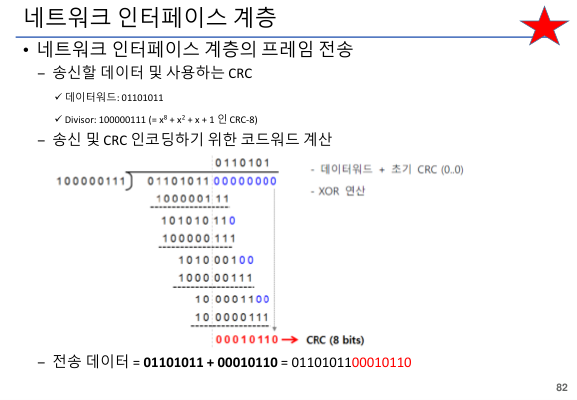 네트워크 인터페이스 계층
• 네트워크 인터페이스 계층의 프레임 전송
– 송신할 데이터 및 사용하는 CRC
✓ 데이터워드: 01101011
✓ Divisor: 100000111 (= x⁸ + x² + x + 1 인 CRC-8)
– 송신 및 CRC 인코딩하기 위한 코드워드 계산
0110101
100000111 ) 01101011 00000000
- 데이터워드 + 초기 CRC (0..0)
1000001 11
- XOR 연산
101010 110
100000 111
1010 00100
1000 00111
10 0001100
10 0000111
00010110 → CRC (8 bits)
– 전송 데이터 = 01101011 + 00010110 = 0110101100010110
82